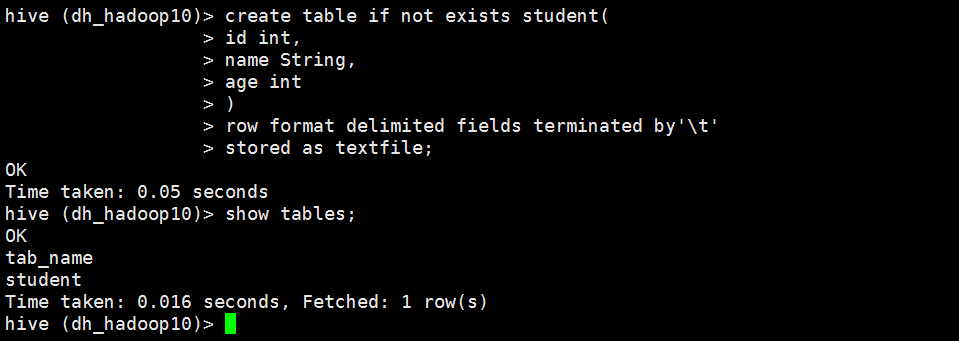 hive (dh_hadoop10)> create table if not exists student(
> id int,
> name String,
> age int
> )
> row format delimited fields terminated by'\t'
> stored as textfile;
OK
Time taken: 0.05 seconds
hive (dh_hadoop10)> show tables;
OK
tab_name
student
Time taken: 0.016 seconds, Fetched: 1 row(s)
hive (dh_hadoop10)>